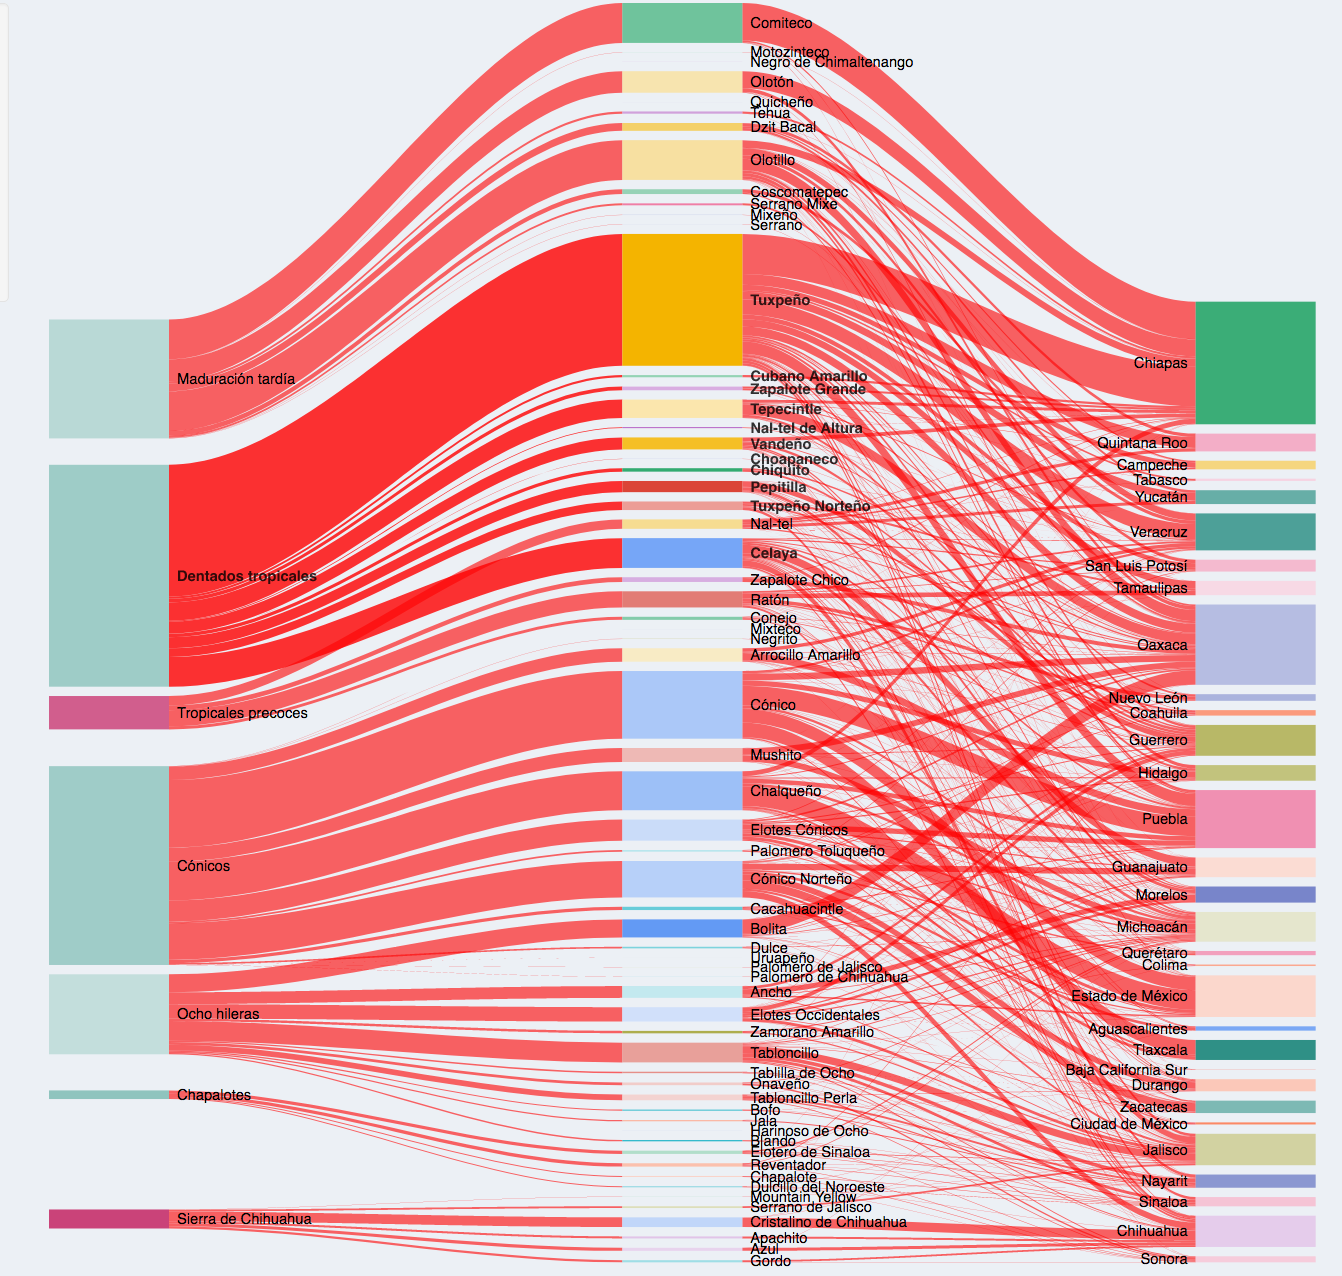 Maduración tardía
Dentados tropicales
Tropicales precoces
Cónicos
Ocho hileras
Chapalotes
Sierra de Chihuahua
Comiteco
Motozinteco
Negro de Chimaltenango
Olotón
Quicheño
Tehua
Dzit Bacal
Olotillo
Coscomatepec
Serrano Mixe
Mixeño
Serrano
Tuxpeño
Cubano Amarillo
Zapalote Grande
Tepecintle
Nal-tel de Altura
Vandeño
Choapaneco
Chiquito
Pepitilla
Tuxpeño Norteño
Nal-tel
Celaya
Zapalote Chico
Ratón
Conejo
Mixteco
Negrito
Arrocillo Amarillo
Cónico
Mushito
Chalqueño
Elotes Cónicos
Palomero Toluqueño
Cónico Norteño
Cacahuacintle
Bolita
Dulce
Uruapeño
Palomero de Jalisco
Palomero de Chihuahua
Ancho
Elotes Occidentales
Zamorano Amarillo
Tabloncillo
Tablilla de Ocho
Onaveño
Tabloncillo Perla
Bofo
Jala
Harinoso de Ocho
Blando
Elotero de Sinaloa
Reventador
Chapalote
Dulcillo del Noroeste
Mountain Yellow
Serrano de Jalisco
Cristalino de Chihuahua
Apachito
Azul
Gordo
Chiapas
Quintana Roo
Campeche
Tabasco
Yucatán
Veracruz
San Luis Potosí
Tamaulipas
Oaxaca
Nuevo León
Coahuila
Guerrero
Hidalgo
Puebla
Guanajuato
Morelos
Michoacán
Querétaro
Colima
Estado de México
Aguascalientes
Tlaxcala
Baja California Sur
Durango
Zacatecas
Ciudad de México
Jalisco
Nayarit
Sinaloa
Chihuahua
Sonora